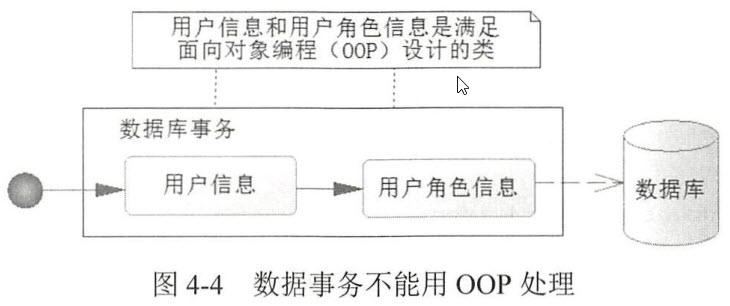 用户信息和用户角色信息是满足
面向对象编程（OOP）设计的类
数据库事务
用户信息
用户角色信息
数据库
图 4-4 数据事务不能用 OOP 处理